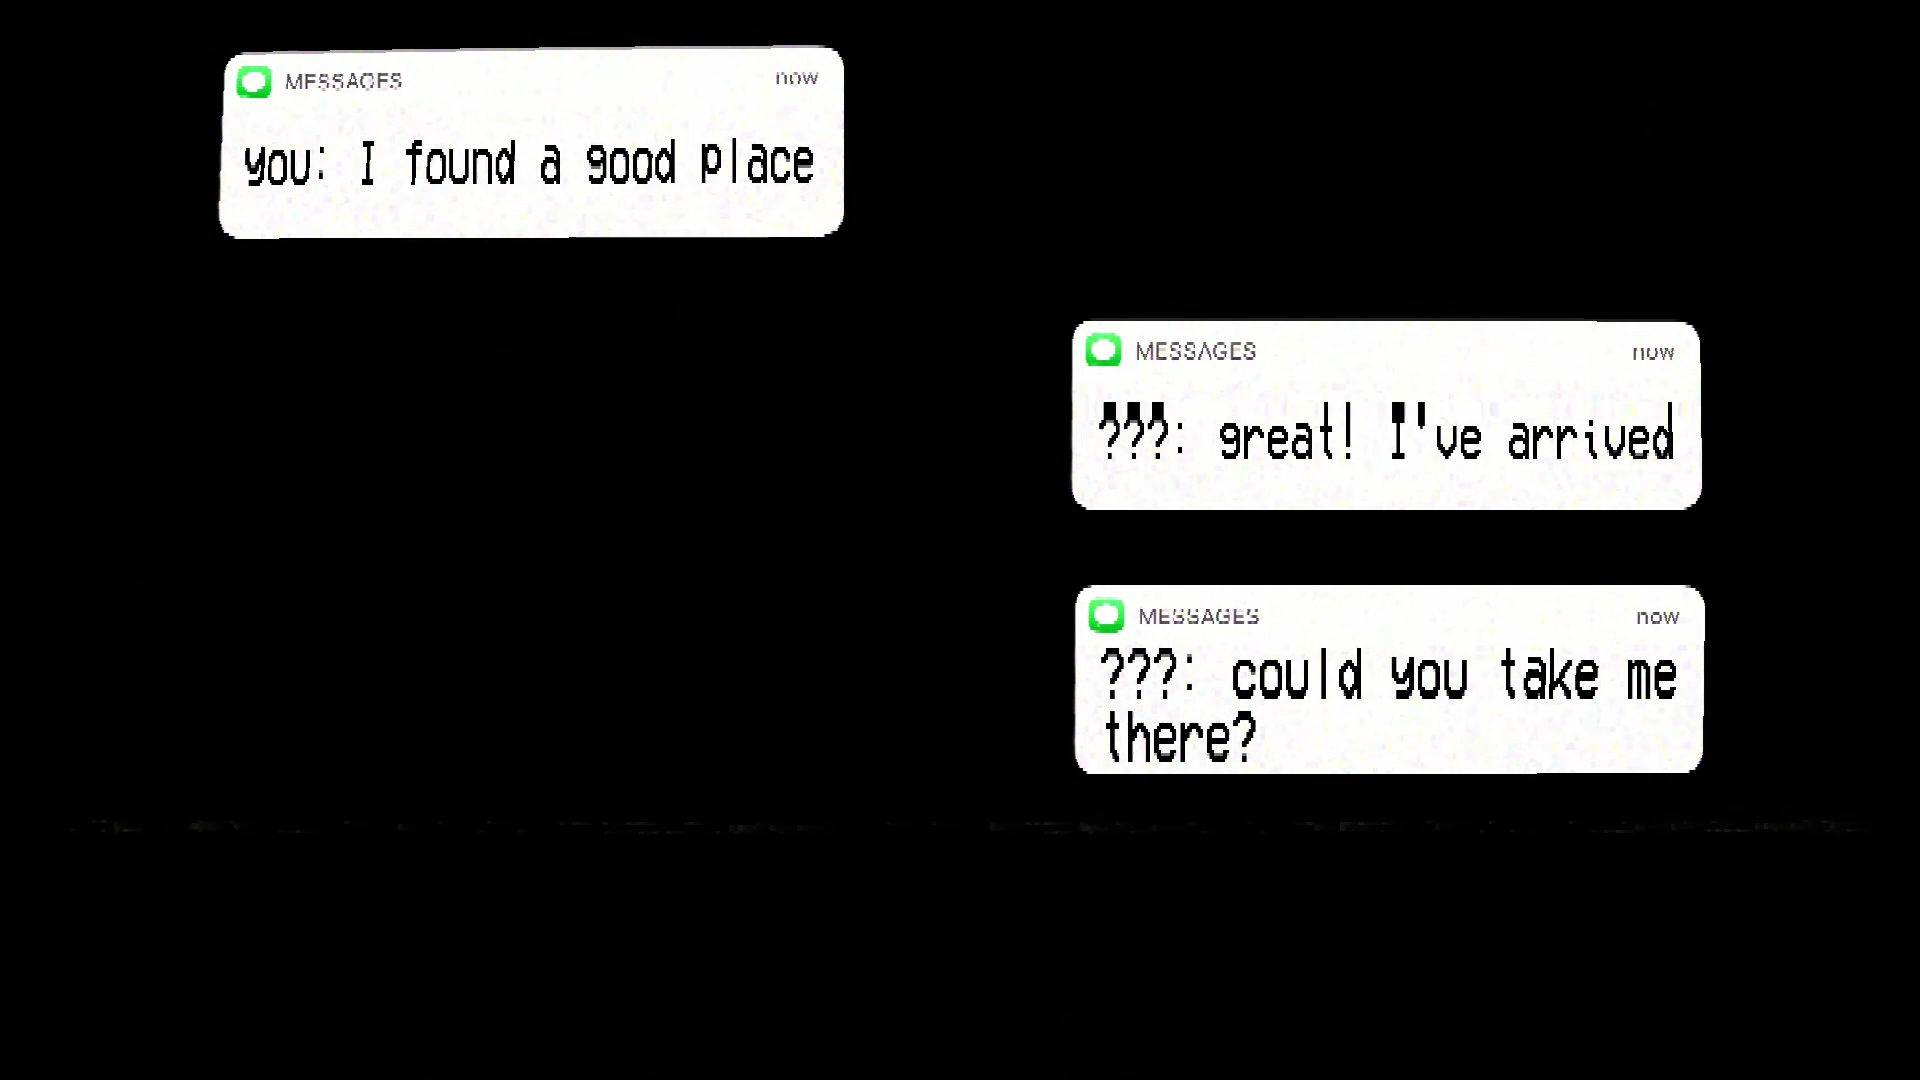 MESSAGES now
you: I found a good place
MESSAGES now
???: great! I've arrived
MESSAGES now
???: could you take me
there?